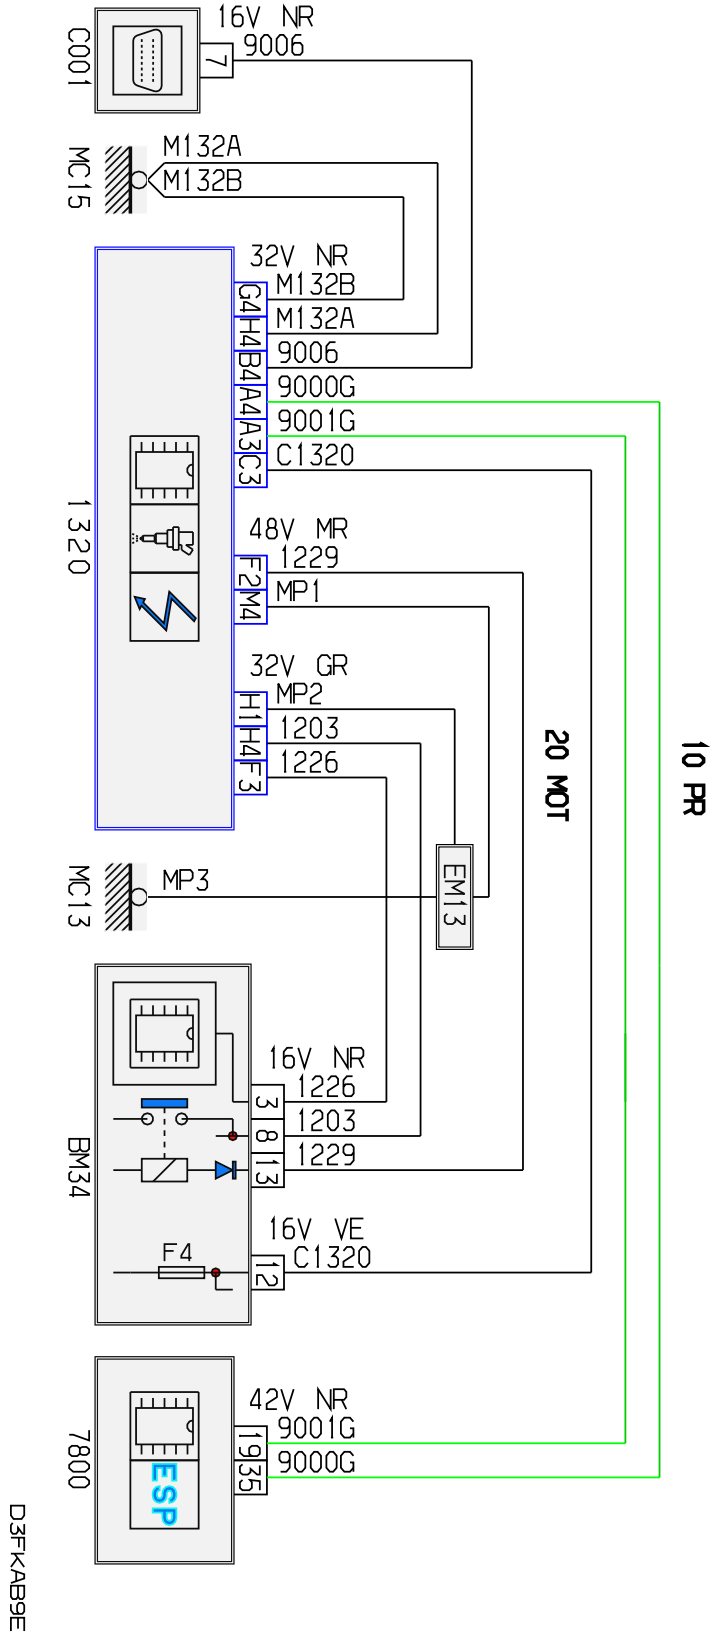 16V NR
9006
7
C001
M132A
M132B
MC15
32V NR
M132B
G4
M132A
H4
9006
B4
9000G
A4
9001G
A3
C1320
C3
1320
48V MR
1229
F2
MP1
M4
32V GR
MP2
H1
1203
H4
1226
F3
20 MOT
10 PR
EM13
MP3
MC13
16V NR
1226
3
1203
8
1229
13
BM34
16V VE
C1320
12
F4
42V NR
9001G
19
9000G
35
ESP
7800
D3FKAB9E